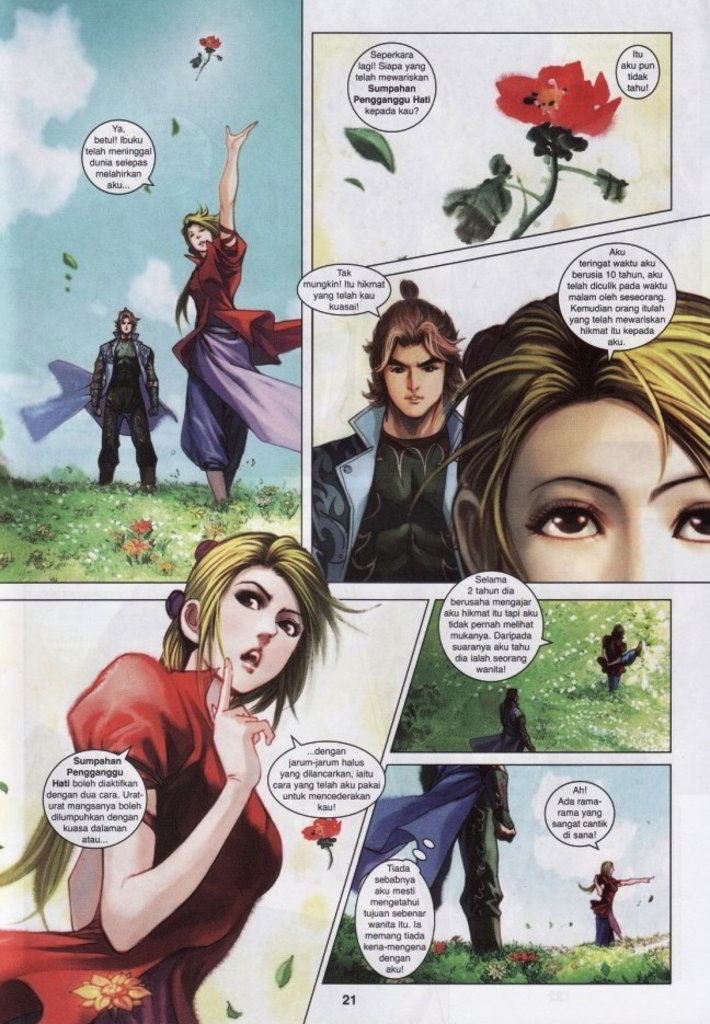 Ya,
betul! Ibuku
telah meninggal
dunia selepas
melahirkan
aku...
Seperkara
lagi! Siapa yang
telah mewariskan
Sumpahan
Pengganggu Hati
kepada kau?
Itu
aku pun
tidak
tahu!
Tak
mungkin! Itu hikmat
yang telah kau
kuasai!
Aku
teringat waktu aku
berusia 10 tahun, aku
telah diculik pada waktu
malam oleh seseorang.
Kemudian orang itulah
yang telah mewariskan
hikmat itu kepada
aku.
Selama
2 tahun dia
berusaha mengajar
aku hikmat itu tapi aku
tidak pernah melihat
mukanya. Daripada
suaranya aku tahu
dia ialah seorang
wanita!
Sumpahan
Pengganggu
Hati boleh diaktifkan
dengan dua cara. Urat-
urat mangsanya boleh
dilumpuhkan dengan
kuasa dalaman
atau...
...dengan
jarum-jarum halus
yang dilancarkan, iaitu
cara yang telah aku pakai
untuk mencederakan
kau!
Ah!
Ada rama-
rama yang
sangat cantik
di sana!
Tiada
sebabnya
aku mesti
mengetahui
tujuan sebenar
wanita itu. Ia
memang tiada
kena-mengena
dengan
aku!
21